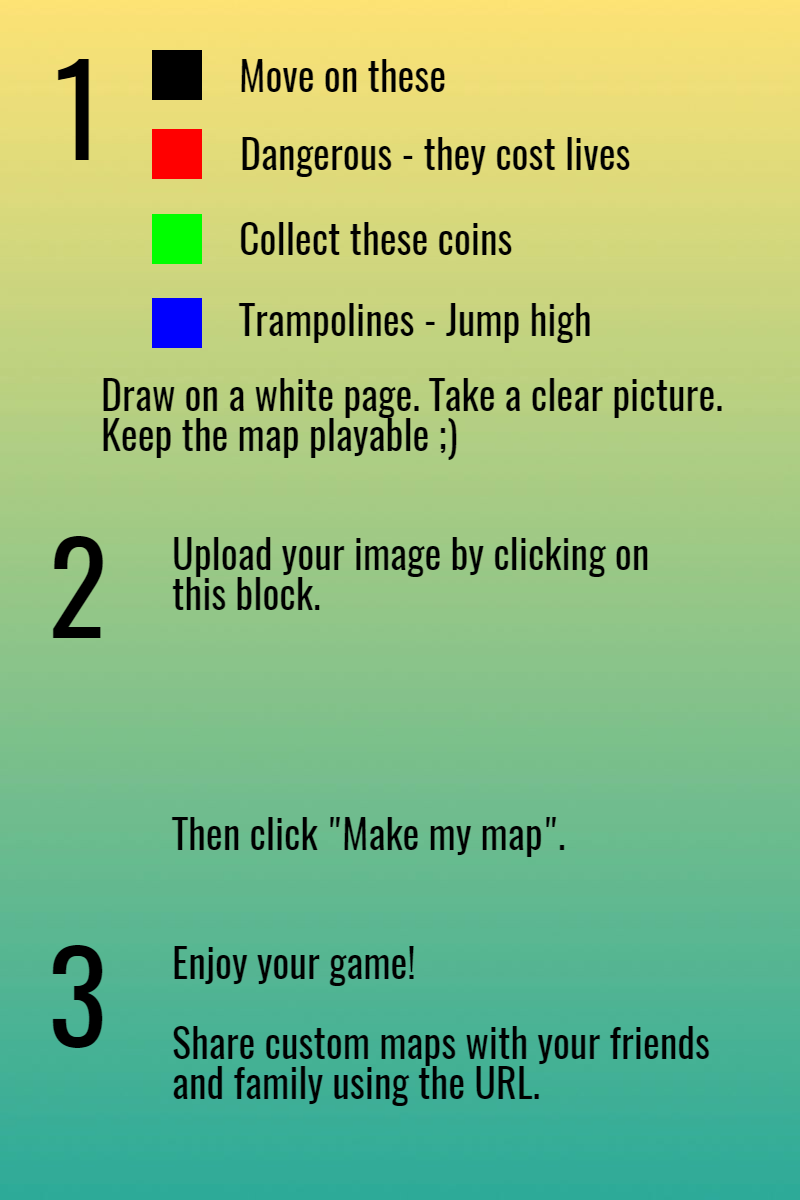 1
Move on these
Dangerous - they cost lives
Collect these coins
Trampolines - Jump high
Draw on a white page. Take a clear picture.
Keep the map playable ;)
2
Upload your image by clicking on
this block.
Then click "Make my map".
3
Enjoy your game!
Share custom maps with your friends
and family using the URL.